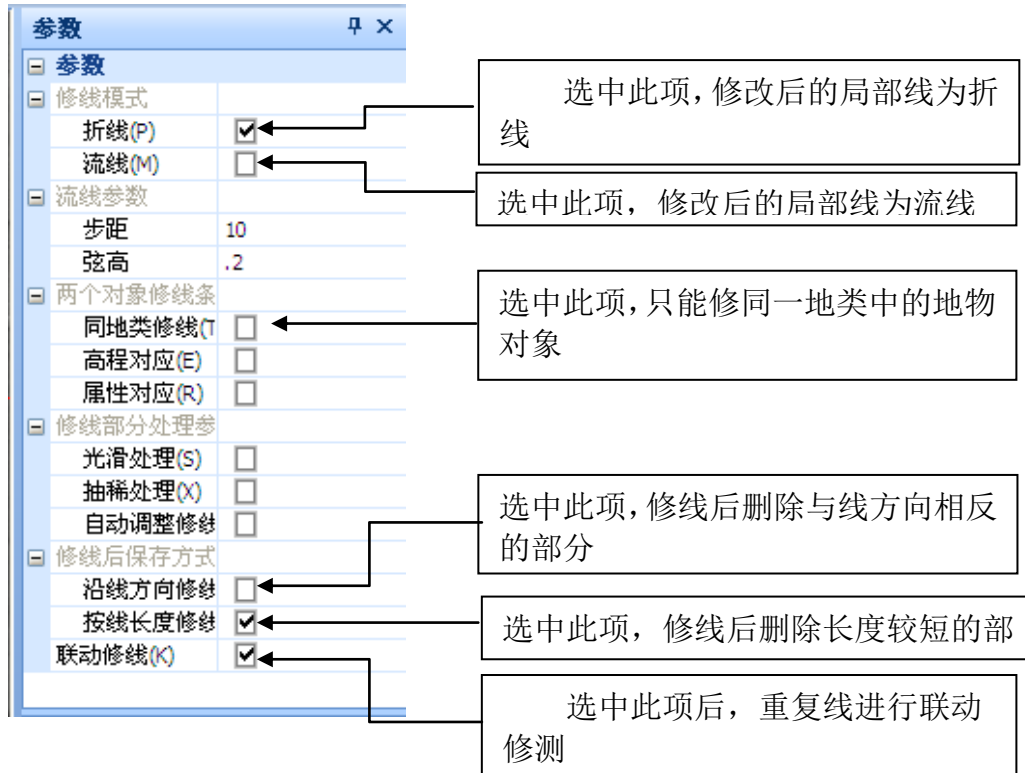 参数
参数
修线模式
折线(P)
流线(M)
流线参数
步距 10
弦高 .2
两个对象修线条
同地类修线(T
高程对应(E)
属性对应(R)
修线部分处理参
光滑处理(S)
抽稀处理(X)
自动调整修线
修线后保存方式
沿线方向修线
按线长度修线
联动修线(K)
选中此项，修改后的局部线为折
线
选中此项，修改后的局部线为流线
选中此项，只能修同一地类中的地物
对象
选中此项，修线后删除与线方向相反
的部分
选中此项，修线后删除长度较短的部
选中此项后，重复线进行联动
修测